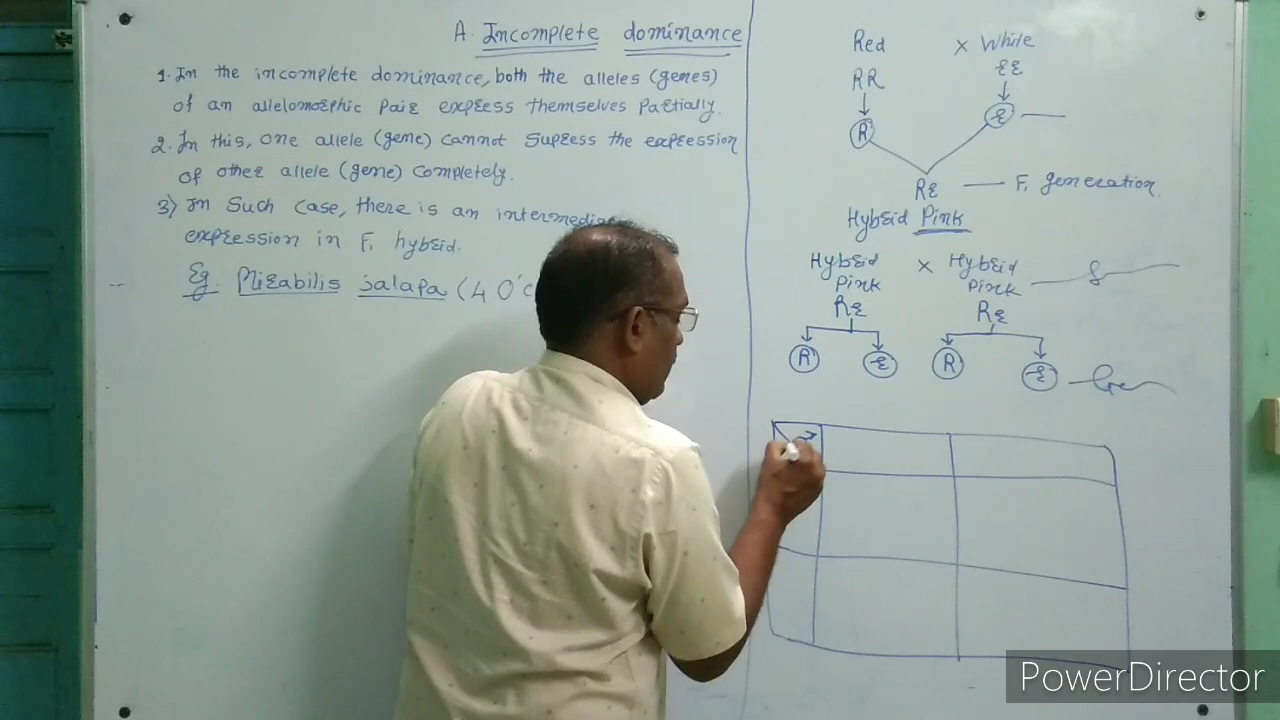 A. Incomplete dominance
1. In the incomplete dominance, both the alleles (genes)
of an allelomorphic pair express themselves partially.
2. In this, one allele (gene) cannot supress the expression
of other allele (gene) completely.
3) In such case, there is an
expression in F1 hybrid.
Eg. Mirabilis jalapa (4 O'c
Red × White
RR rr
R r
Rr — F1 generation
Hybrid Pink
Hybrid × Hybrid
Pink Pink
Rr Rr
R r R r
PowerDirector